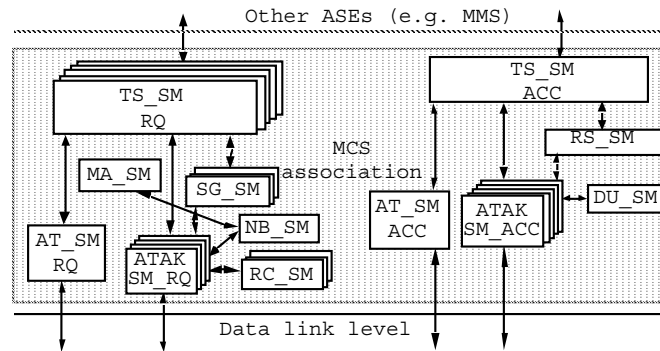 Other ASEs (e.g. MMS)
TS_SM
RQ
TS_SM
ACC
RS_SM
MCS
association
MA_SM
SG_SM
DU_SM
AT_SM
ACC
ATAK
SM_ACC
NB_SM
AT_SM
RQ
ATAK
SM_RQ
RC_SM
Data link level